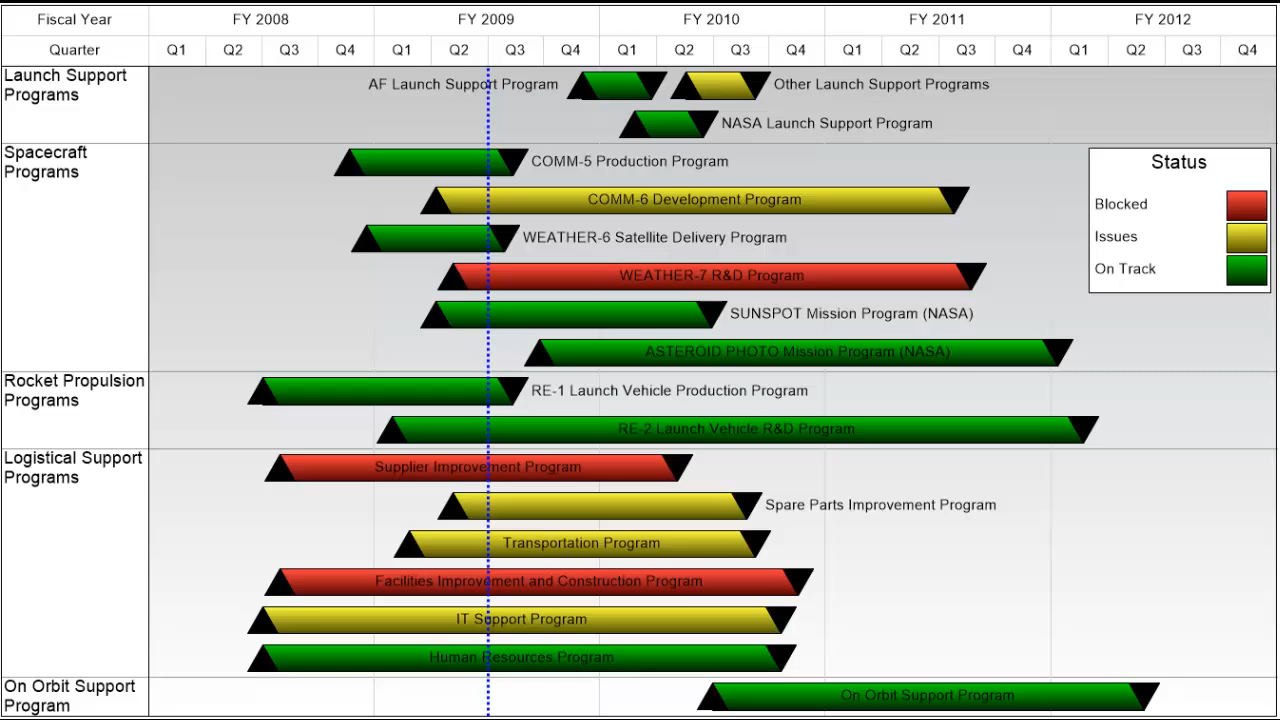 Fiscal Year FY 2008 FY 2009 FY 2010 FY 2011 FY 2012
Quarter Q1 Q2 Q3 Q4 Q1 Q2 Q3 Q4 Q1 Q2 Q3 Q4 Q1 Q2 Q3 Q4 Q1 Q2 Q3 Q4
Launch Support
Programs
AF Launch Support Program
Other Launch Support Programs
NASA Launch Support Program
Spacecraft
Programs
COMM-5 Production Program
COMM-6 Development Program
WEATHER-6 Satellite Delivery Program
WEATHER-7 R&D Program
SUNSPOT Mission Program (NASA)
ASTEROID PHOTO Mission Program (NASA)
Status
Blocked
Issues
On Track
Rocket Propulsion
Programs
RE-1 Launch Vehicle Production Program
RE-2 Launch Vehicle R&D Program
Logistical Support
Programs
Supplier Improvement Program
Spare Parts Improvement Program
Transportation Program
Facilities Improvement and Construction Program
IT Support Program
Human Resources Program
On Orbit Support
Program
On Orbit Support Program